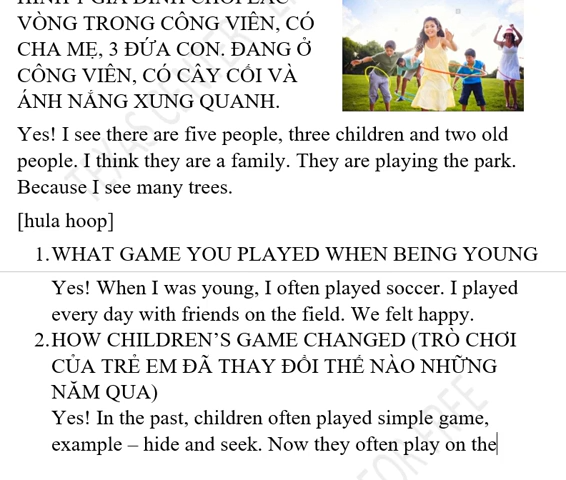 VÒNG TRONG CÔNG VIÊN, CÓ
CHA MẸ, 3 ĐỨA CON. ĐANG Ở
CÔNG VIÊN, CÓ CÂY CỐI VÀ
ÁNH NẮNG XUNG QUANH.
Yes! I see there are five people, three children and two old
people. I think they are a family. They are playing the park.
Because I see many trees.
[hula hoop]
1. WHAT GAME YOU PLAYED WHEN BEING YOUNG
Yes! When I was young, I often played soccer. I played
every day with friends on the field. We felt happy.
2. HOW CHILDREN’S GAME CHANGED (TRÒ CHƠI
CỦA TRẺ EM ĐÃ THAY ĐỔI THẾ NÀO NHỮNG
NĂM QUA)
Yes! In the past, children often played simple game,
example – hide and seek. Now they often play on the